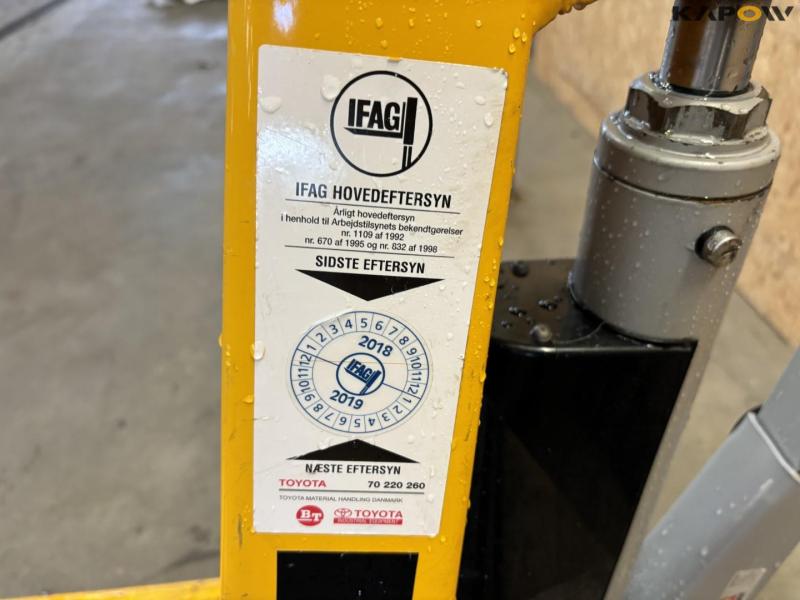 KAPOW
IFAG
IFAG HOVEDEFTERSYN
Årligt hovedeftersyn
i henhold til Arbejdstilsynets bekendtgørelser
nr. 1109 af 1992
nr. 670 af 1995 og nr. 832 af 1998
SIDSTE EFTERSYN
1 2 3 4 5 6 7 8 9 10 11 12
2018
IFAG
2019
1 2 3 4 5 6 7 8 9 10 11 12
NÆSTE EFTERSYN
TOYOTA 70 220 260
TOYOTA MATERIAL HANDLING DANMARK
BT TOYOTA
INDUSTRIAL EQUIPMENT